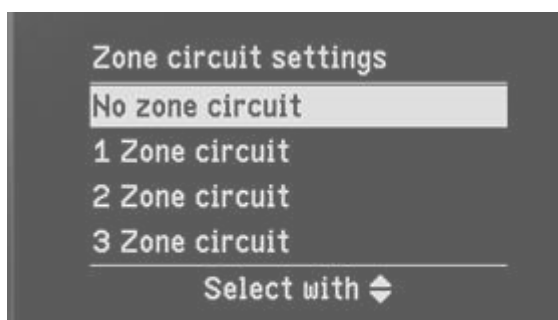 Zone circuit settings
No zone circuit
1 Zone circuit
2 Zone circuit
3 Zone circuit
Select with